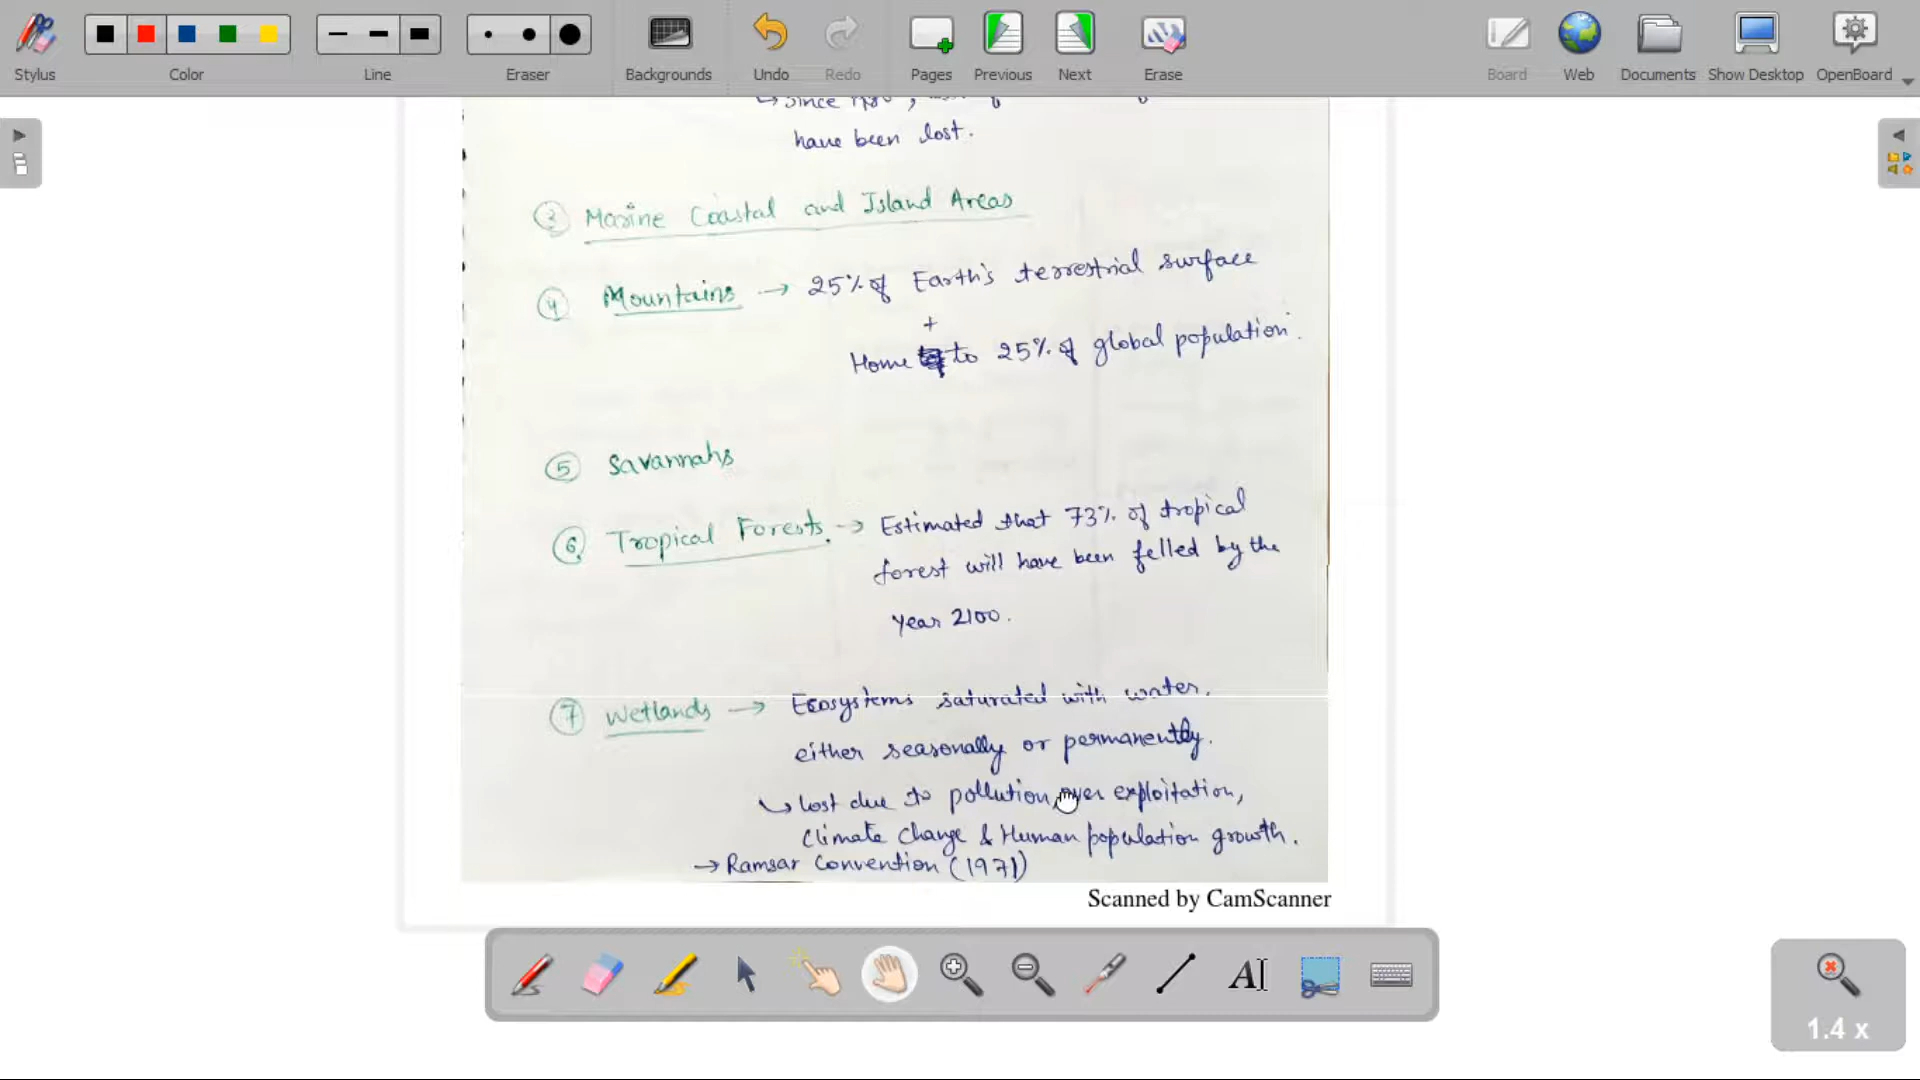 Stylus
Color
Line
Eraser
Backgrounds
Undo
Redo
Pages
Previous
Next
Erase
Board
Web
Documents
Show Desktop
OpenBoard
Since
have been lost.
3 Marine Coastal and Island Areas
4 Mountains → 25% of Earth's terrestrial surface
+
Home to 25% of global population.
5 Savannahs
6 Tropical Forests. → Estimated that 73% of tropical
forest will have been felled by the
year 2100.
7 Wetlands → Ecosystems saturated with water,
either seasonally or permanently.
↳ Lost due to pollution, over exploitation,
Climate change & Human population growth.
→ Ramsar Convention (1971)
Scanned by CamScanner
1.4 x